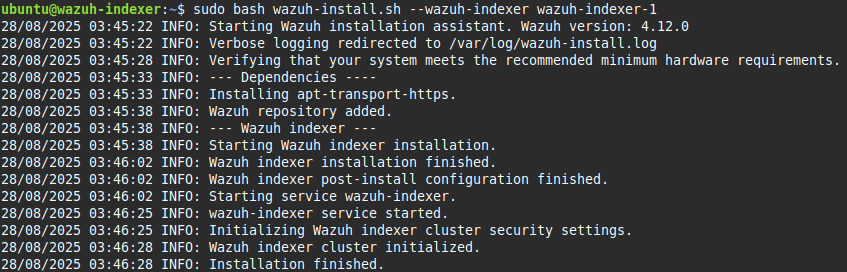 ubuntu@wazuh-indexer:~$ sudo bash wazuh-install.sh --wazuh-indexer wazuh-indexer-1
28/08/2025 03:45:22 INFO: Starting Wazuh installation assistant. Wazuh version: 4.12.0
28/08/2025 03:45:22 INFO: Verbose logging redirected to /var/log/wazuh-install.log
28/08/2025 03:45:28 INFO: Verifying that your system meets the recommended minimum hardware requirements.
28/08/2025 03:45:33 INFO: --- Dependencies ----
28/08/2025 03:45:33 INFO: Installing apt-transport-https.
28/08/2025 03:45:38 INFO: Wazuh repository added.
28/08/2025 03:45:38 INFO: --- Wazuh indexer ---
28/08/2025 03:45:38 INFO: Starting Wazuh indexer installation.
28/08/2025 03:46:02 INFO: Wazuh indexer installation finished.
28/08/2025 03:46:02 INFO: Wazuh indexer post-install configuration finished.
28/08/2025 03:46:02 INFO: Starting service wazuh-indexer.
28/08/2025 03:46:25 INFO: wazuh-indexer service started.
28/08/2025 03:46:25 INFO: Initializing Wazuh indexer cluster security settings.
28/08/2025 03:46:28 INFO: Wazuh indexer cluster initialized.
28/08/2025 03:46:28 INFO: Installation finished.